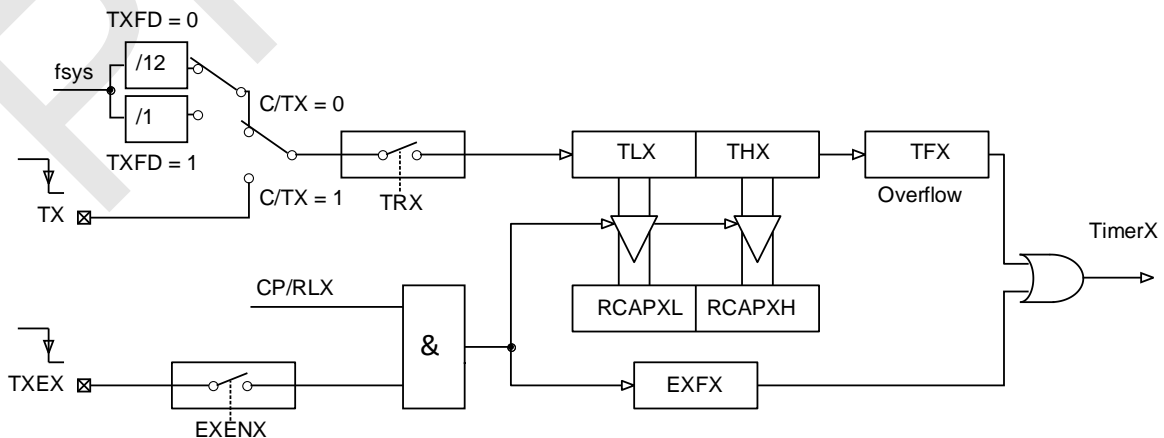 TXFD = 0
fsys
/12
/1
TXFD = 1
C/TX = 0
C/TX = 1
TX
TRX
TLX
THX
TFX
Overflow
TimerX
CP/RLX
&
RCAPXL
RCAPXH
TXEX
EXENX
EXFX